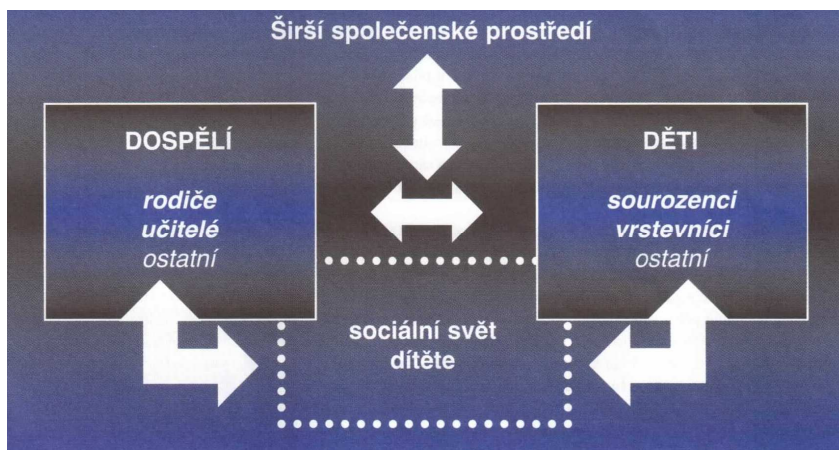 Širší společenské prostředí
DOSPĚLÍ
rodiče
učitelé
ostatní
DĚTI
sourozenci
vrstevníci
ostatní
sociální svět
dítěte